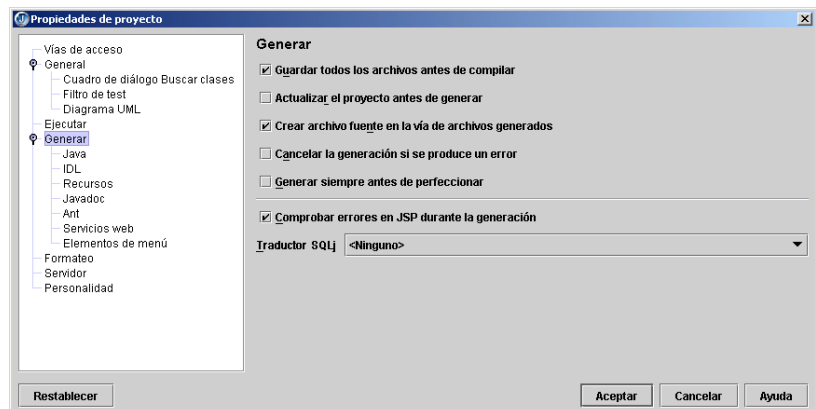 Propiedades de proyecto
Vías de acceso
General
Cuadro de diálogo Buscar clases
Filtro de test
Diagrama UML
Ejecutar
Generar
Java
IDL
Recursos
Javadoc
Ant
Servicios web
Elementos de menú
Formateo
Servidor
Personalidad
Generar
Guardar todos los archivos antes de compilar
Actualizar el proyecto antes de generar
Crear archivo fuente en la vía de archivos generados
Cancelar la generación si se produce un error
Generar siempre antes de perfeccionar
Comprobar errores en JSP durante la generación
Traductor SQLj <Ninguno>
Restablecer Aceptar Cancelar Ayuda